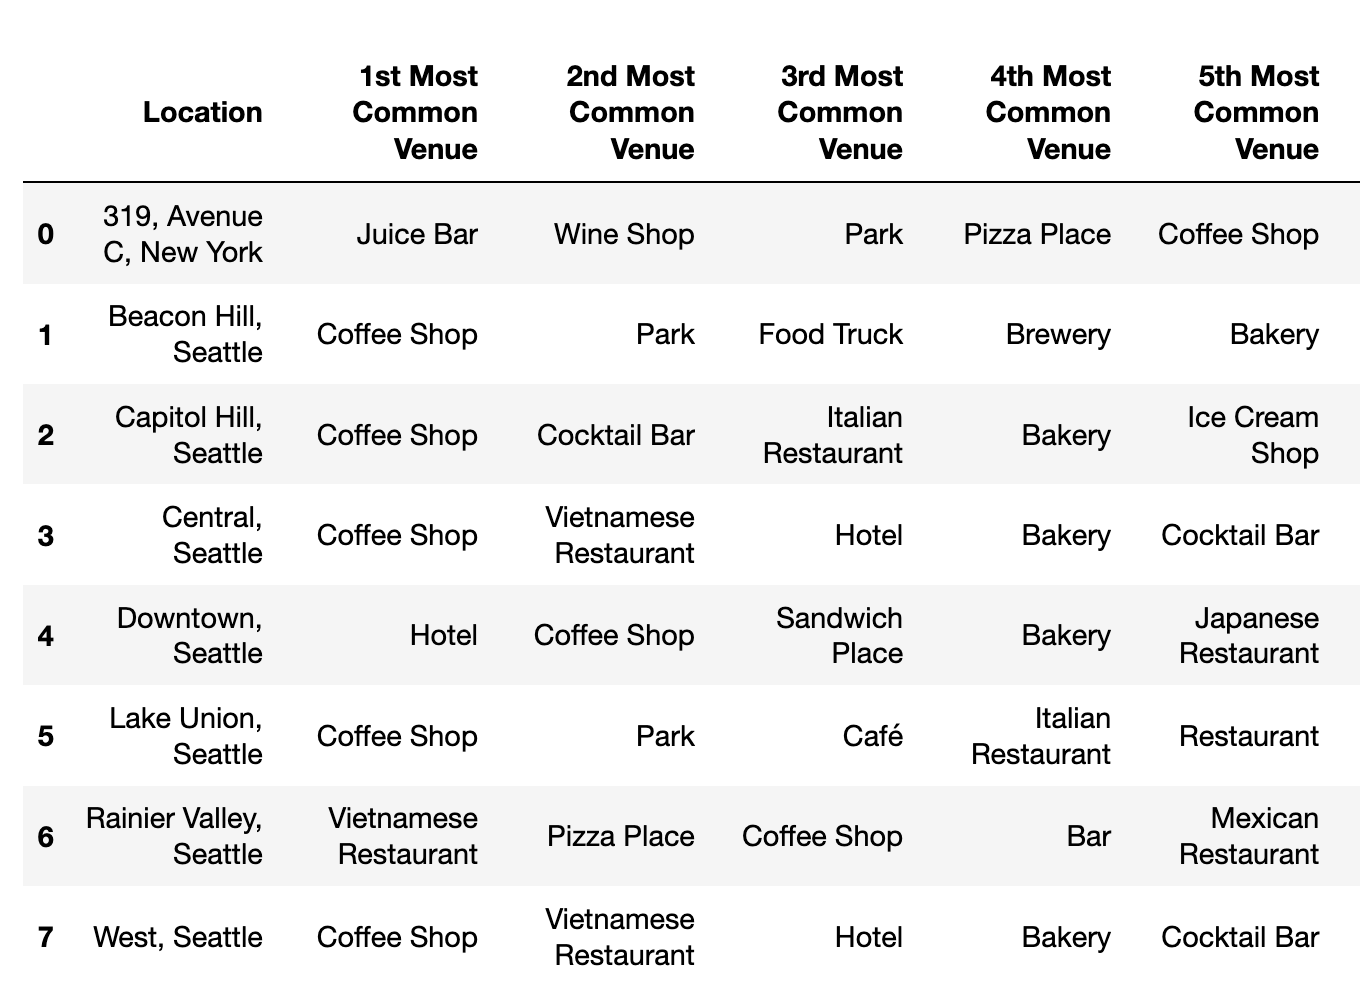 Location 1st Most Common Venue 2nd Most Common Venue 3rd Most Common Venue 4th Most Common Venue 5th Most Common Venue
0 319, Avenue C, New York Juice Bar Wine Shop Park Pizza Place Coffee Shop
1 Beacon Hill, Seattle Coffee Shop Park Food Truck Brewery Bakery
2 Capitol Hill, Seattle Coffee Shop Cocktail Bar Italian Restaurant Bakery Ice Cream Shop
3 Central, Seattle Coffee Shop Vietnamese Restaurant Hotel Bakery Cocktail Bar
4 Downtown, Seattle Hotel Coffee Shop Sandwich Place Bakery Japanese Restaurant
5 Lake Union, Seattle Coffee Shop Park Café Italian Restaurant Restaurant
6 Rainier Valley, Seattle Vietnamese Restaurant Pizza Place Coffee Shop Bar Mexican Restaurant
7 West, Seattle Coffee Shop Vietnamese Restaurant Hotel Bakery Cocktail Bar